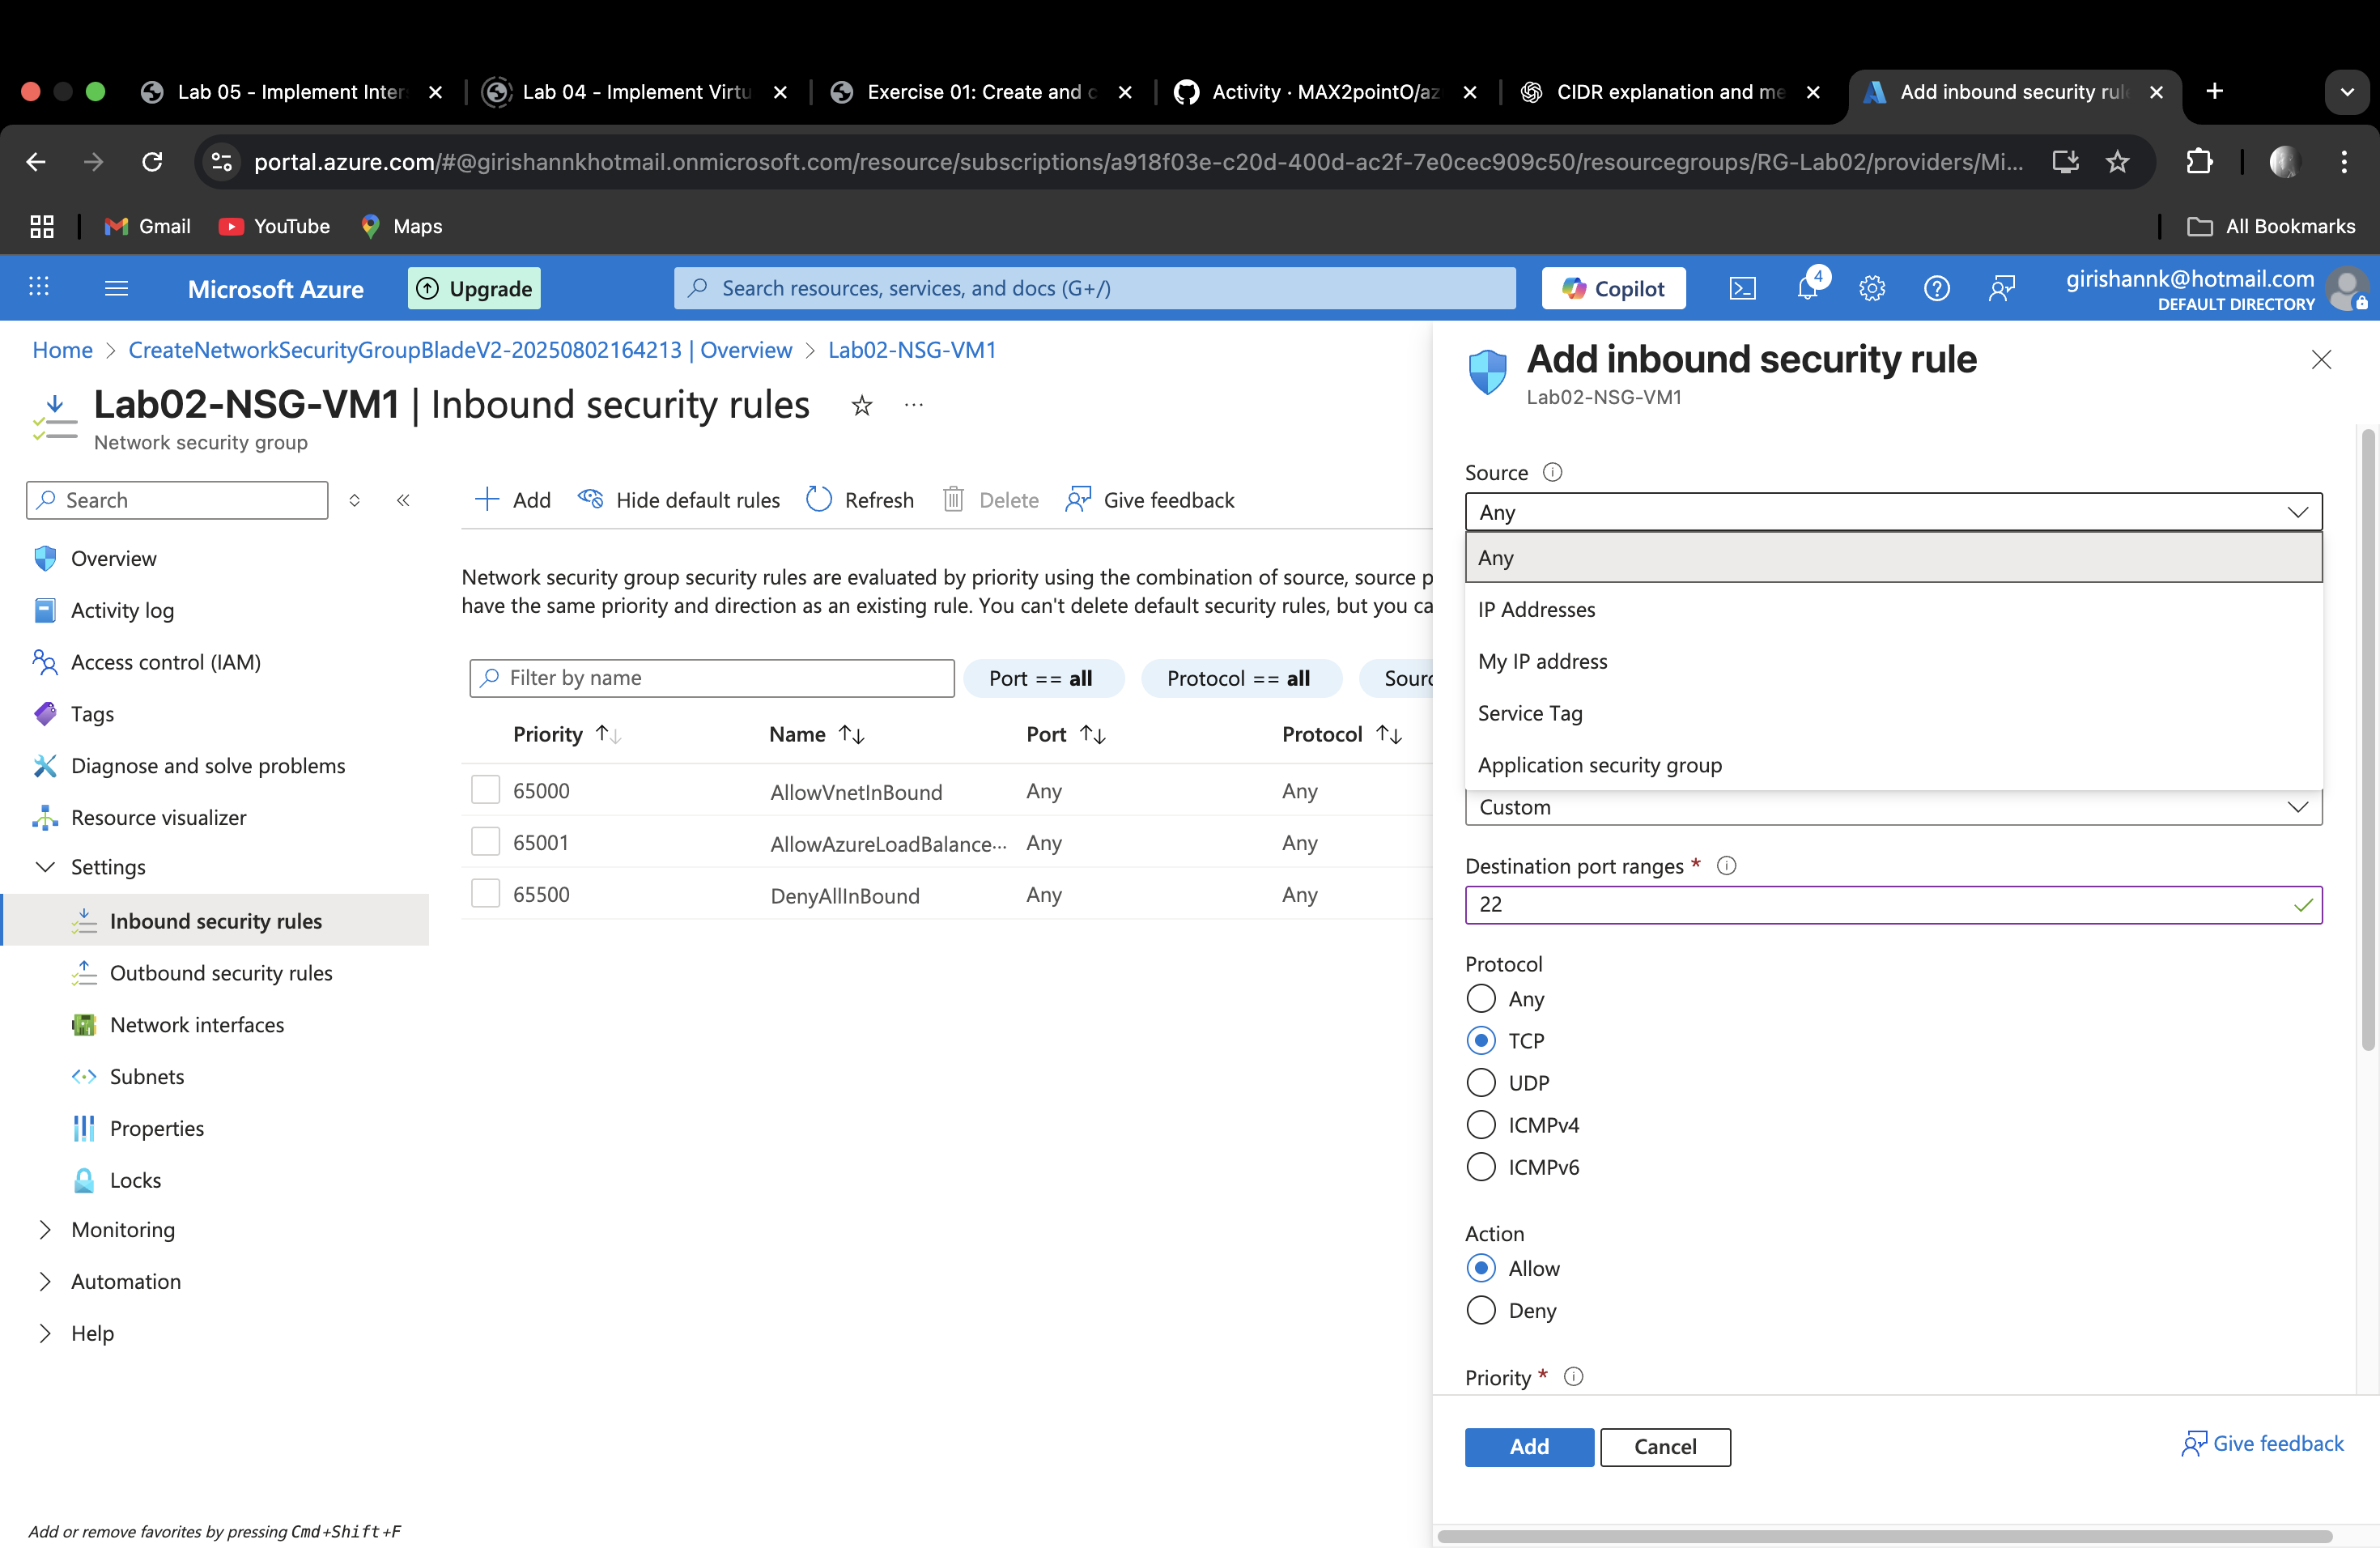 Lab 05 - Implement Inter
Lab 04 - Implement Virtu
Exercise 01: Create and c
Activity · MAX2pointO/az
CIDR explanation and me
Add inbound security rul
portal.azure.com/#@girishannkhotmail.onmicrosoft.com/resource/subscriptions/a918f03e-c20d-400d-ac2f-7e0cec909c50/resourcegroups/RG-Lab02/providers/Mi...
Gmail
YouTube
Maps
All Bookmarks
Microsoft Azure
Upgrade
Search resources, services, and docs (G+/)
Copilot
4
girishannk@hotmail.com
DEFAULT DIRECTORY
Home > CreateNetworkSecurityGroupBladeV2-20250802164213 | Overview > Lab02-NSG-VM1
Lab02-NSG-VM1 | Inbound security rules
Network security group
Search
Overview
Activity log
Access control (IAM)
Tags
Diagnose and solve problems
Resource visualizer
Settings
Inbound security rules
Outbound security rules
Network interfaces
Subnets
Properties
Locks
Monitoring
Automation
Help
Add or remove favorites by pressing Cmd+Shift+F
Add
Hide default rules
Refresh
Delete
Give feedback
Network security group security rules are evaluated by priority using the combination of source, source p
have the same priority and direction as an existing rule. You can't delete default security rules, but you ca
Filter by name
Port == all
Protocol == all
Sourc
Priority Name Port Protocol
65000 AllowVnetInBound Any Any
65001 AllowAzureLoadBalance... Any Any
65500 DenyAllInBound Any Any
Add inbound security rule
Lab02-NSG-VM1
Source
Any
Any
IP Addresses
My IP address
Service Tag
Application security group
Custom
Destination port ranges *
22
Protocol
Any
TCP
UDP
ICMPv4
ICMPv6
Action
Allow
Deny
Priority *
Add
Cancel
Give feedback